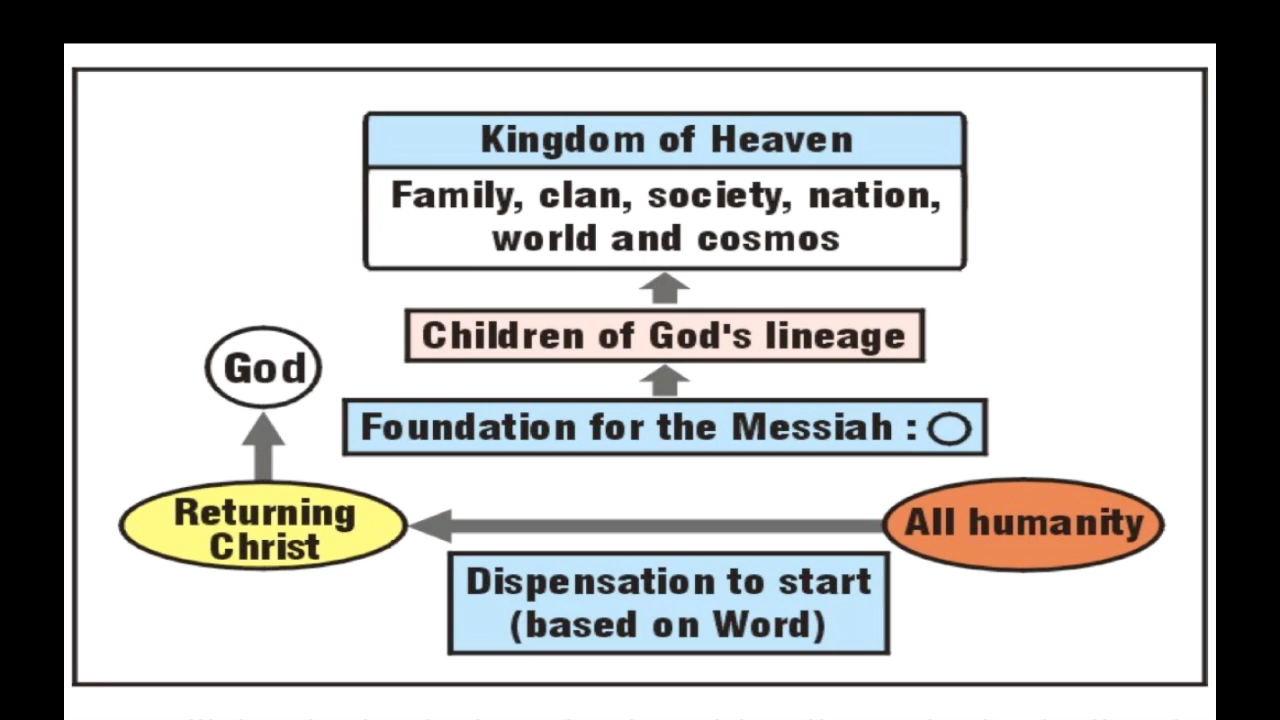 Kingdom of Heaven
Family, clan, society, nation,
world and cosmos
Children of God's lineage
God
Foundation for the Messiah :
Returning
Christ
All humanity
Dispensation to start
(based on Word)